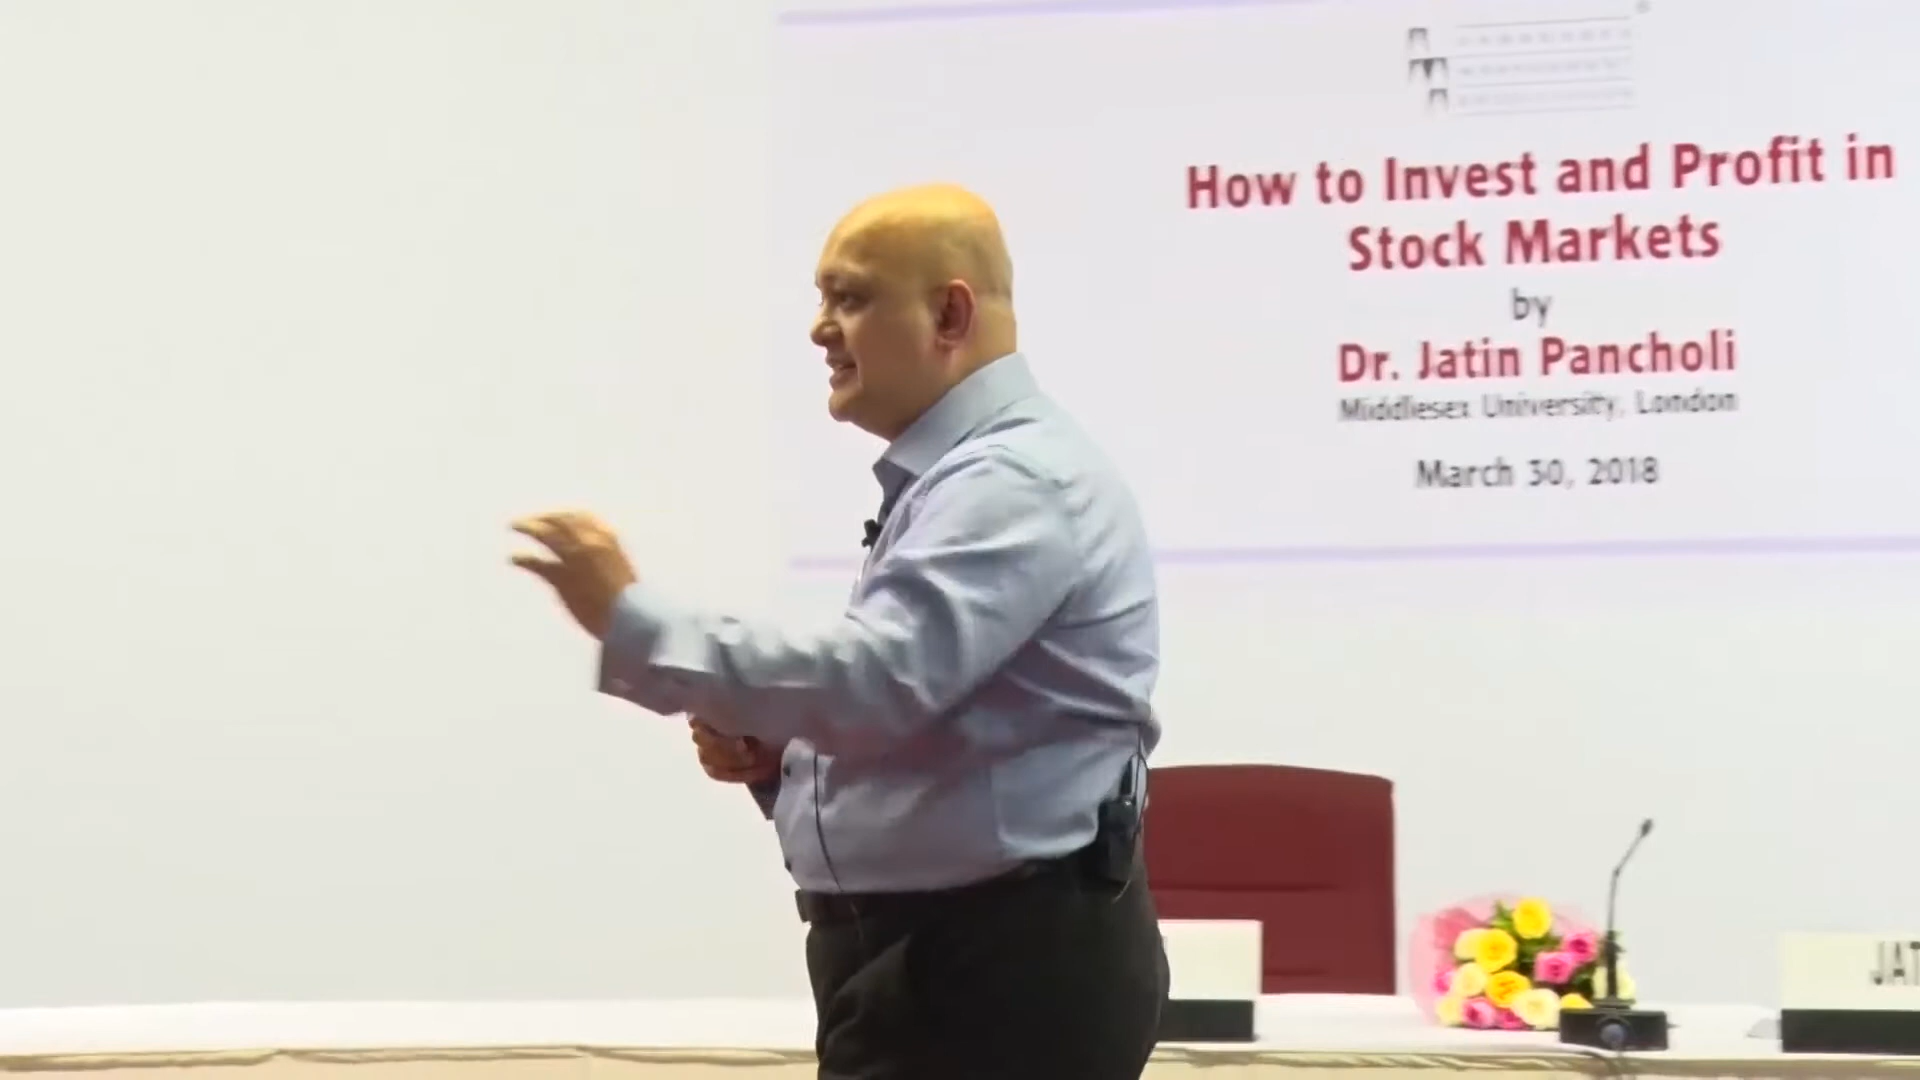 How to Invest and Profit in
Stock Markets
by
Dr. Jatin Pancholi
Middlesex University, London
March 30, 2018
JAT